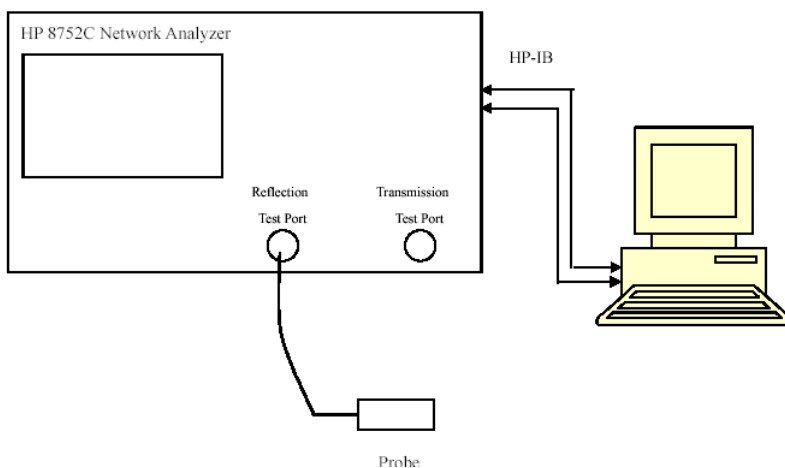 HP 8752C Network Analyzer
HP-IB
Reflection
Test Port
Transmission
Test Port
Probe